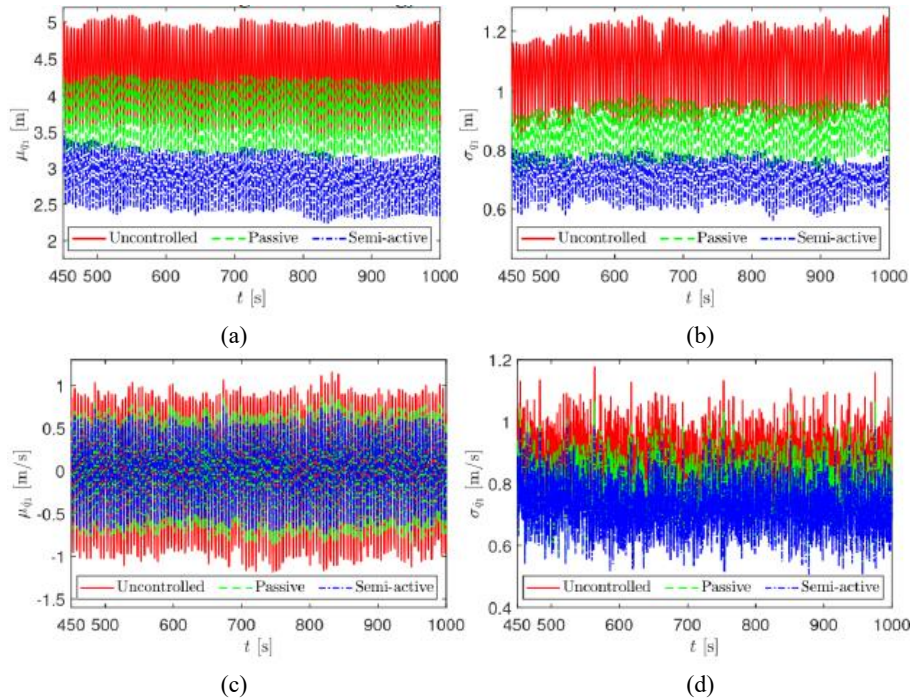 5
4.5
4
3.5
3
2.5
2
μ_{q_1} [m]
Uncontrolled Passive Semi-active
450 500 600 700 800 900 1000
t [s]
(a)
1.2
1
0.8
0.6
σ_{q_1} [m]
Uncontrolled Passive Semi-active
450 500 600 700 800 900 1000
t [s]
(b)
1
0.5
0
-0.5
-1
-1.5
μ_{q̇_1} [m/s]
Uncontrolled Passive Semi-active
450 500 600 700 800 900 1000
t [s]
(c)
1.2
1
0.8
0.6
0.4
σ_{q̇_1} [m/s]
Uncontrolled Passive Semi-active
450 500 600 700 800 900 1000
t [s]
(d)